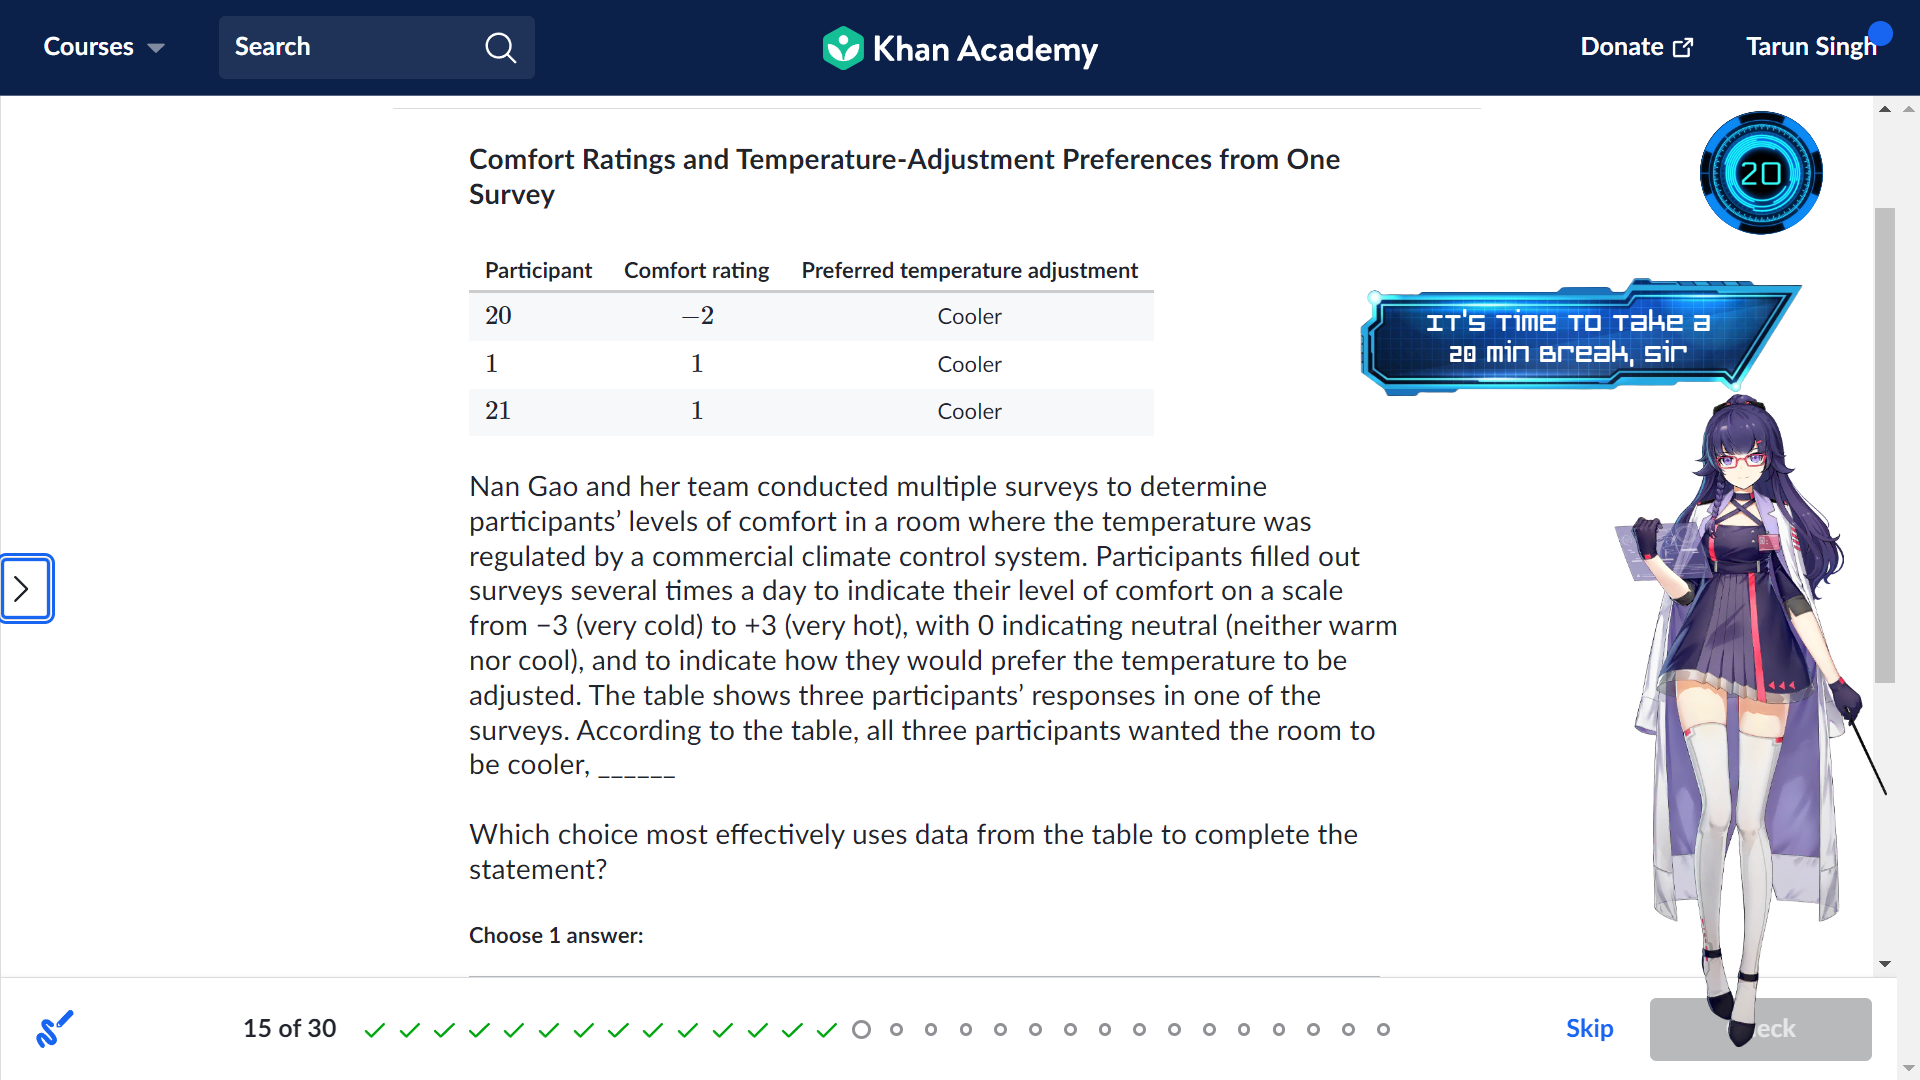 Courses
Search
Khan Academy
Donate
Tarun Singh
Comfort Ratings and Temperature-Adjustment Preferences from One
Survey
20
Participant Comfort rating Preferred temperature adjustment
20 −2 Cooler
1 1 Cooler
21 1 Cooler
IT'S TIME TO TAKE A
20 MIN BREAK, SIR
Nan Gao and her team conducted multiple surveys to determine
participants’ levels of comfort in a room where the temperature was
regulated by a commercial climate control system. Participants filled out
surveys several times a day to indicate their level of comfort on a scale
from −3 (very cold) to +3 (very hot), with 0 indicating neutral (neither warm
nor cool), and to indicate how they would prefer the temperature to be
adjusted. The table shows three participants’ responses in one of the
surveys. According to the table, all three participants wanted the room to
be cooler, ______
Which choice most effectively uses data from the table to complete the
statement?
Choose 1 answer:
15 of 30
Skip